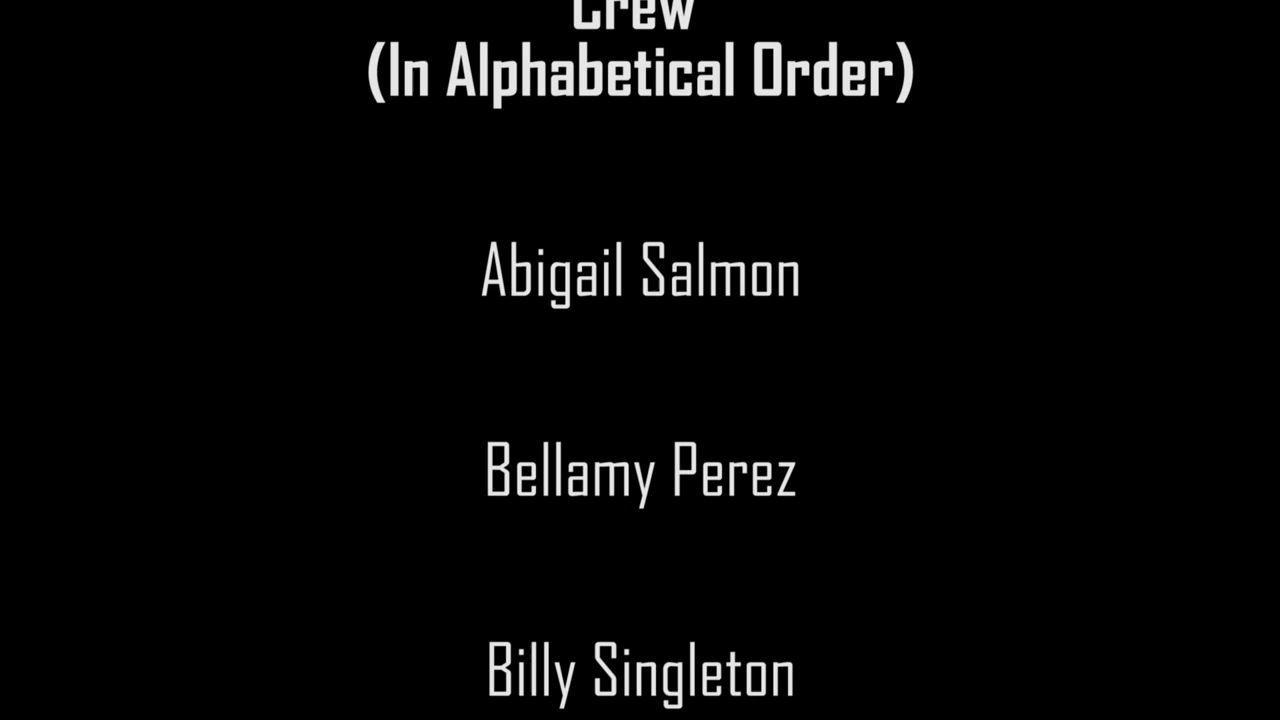 Crew
(In Alphabetical Order)
Abigail Salmon
Bellamy Perez
Billy Singleton